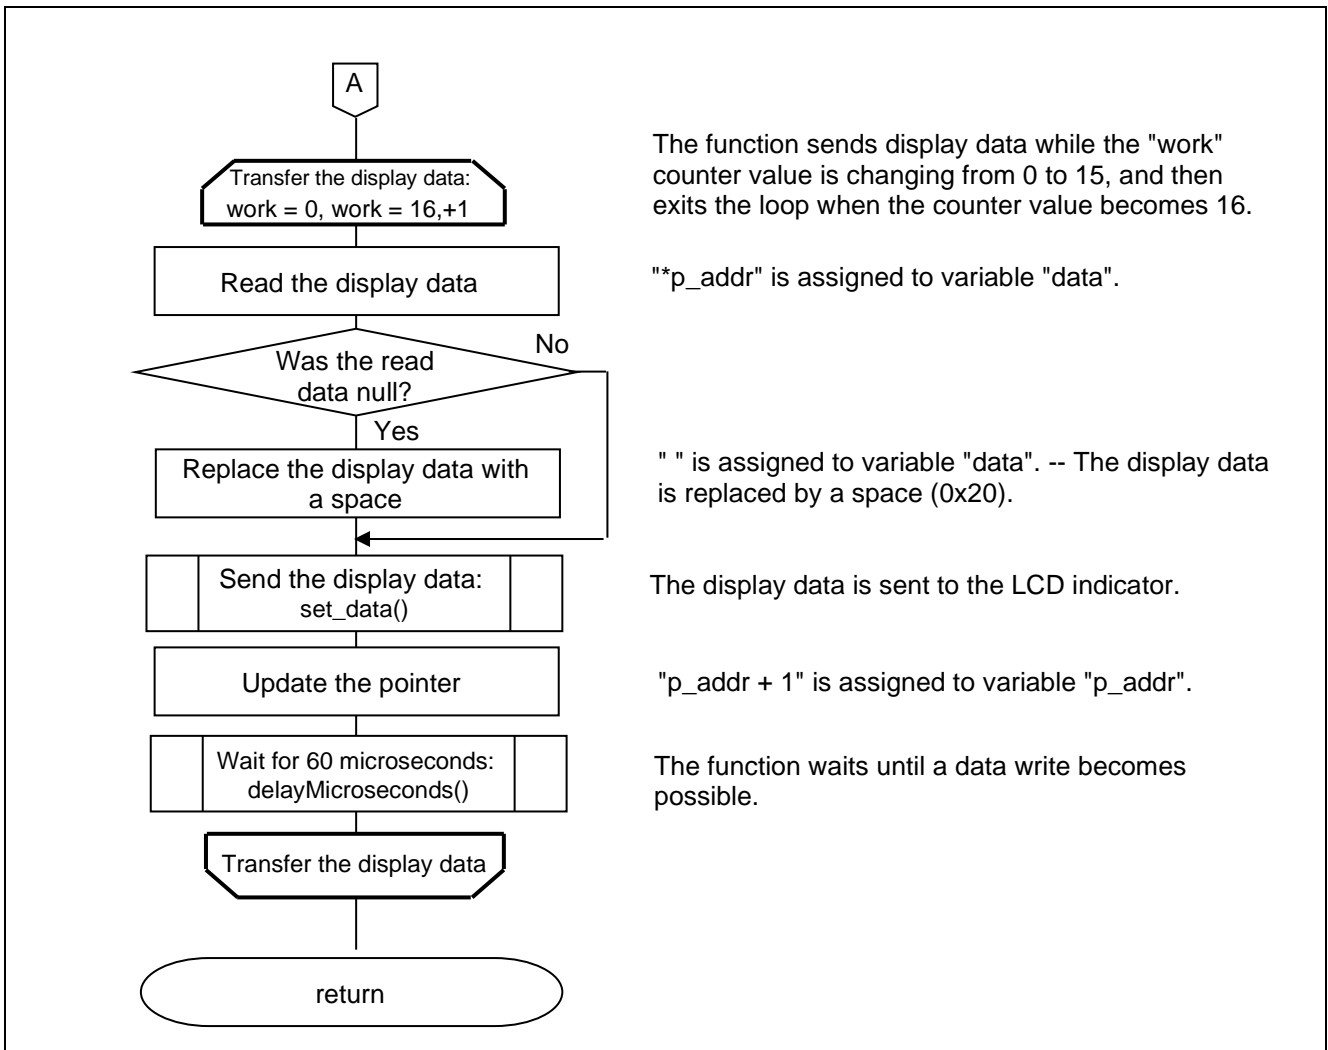 A
Transfer the display data:
work = 0, work = 16,+1
The function sends display data while the "work"
counter value is changing from 0 to 15, and then
exits the loop when the counter value becomes 16.
Read the display data
"*p_addr" is assigned to variable "data".
Was the read
data null?
No
Yes
Replace the display data with
a space
" " is assigned to variable "data". -- The display data
is replaced by a space (0x20).
Send the display data:
set_data()
The display data is sent to the LCD indicator.
Update the pointer
"p_addr + 1" is assigned to variable "p_addr".
Wait for 60 microseconds:
delayMicroseconds()
The function waits until a data write becomes
possible.
Transfer the display data
return